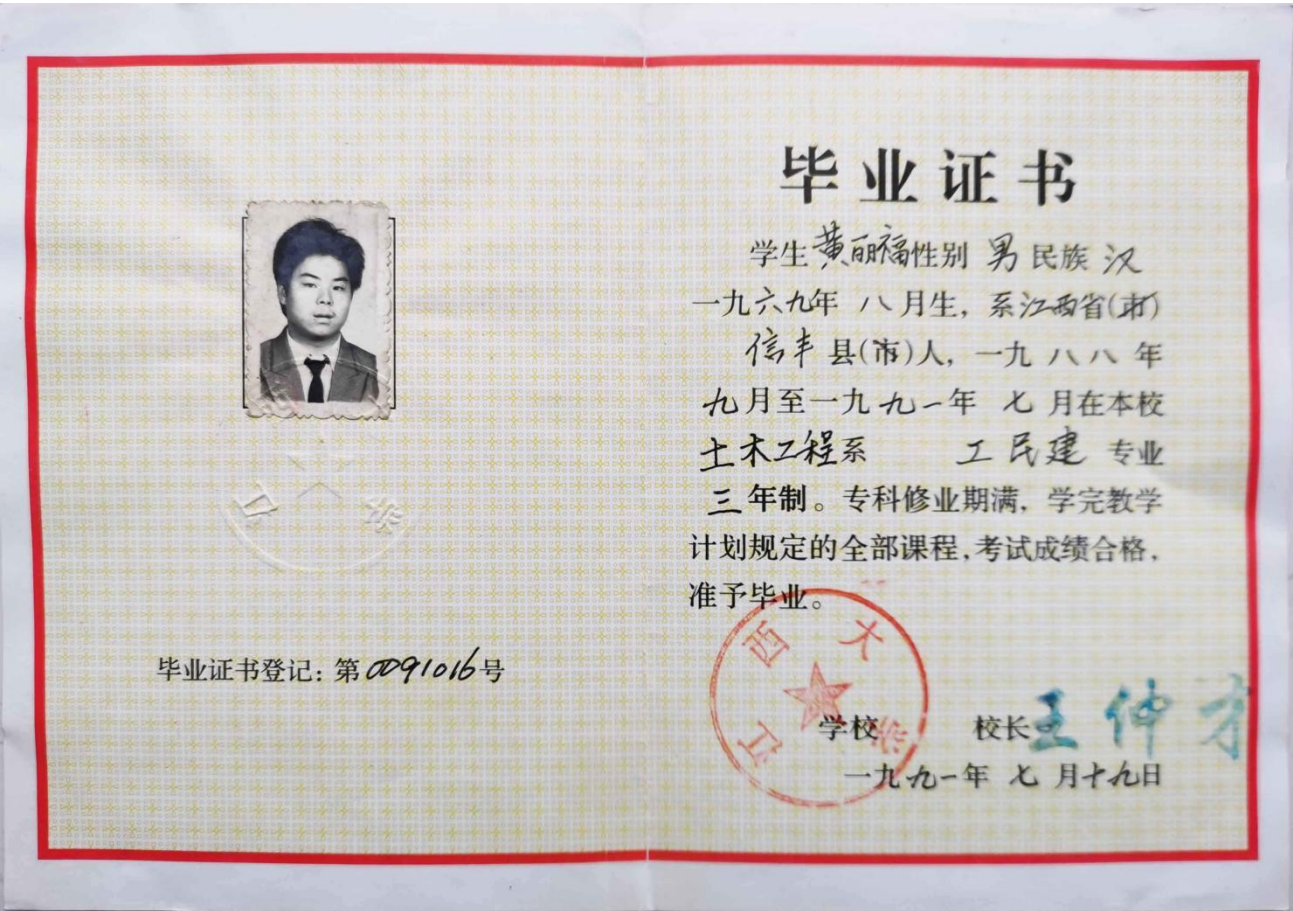 毕业证书
学生黄丽福性别 男 民族 汉
一九六九年 八月生，系江西省(市)
信丰县(市)人，一九八八年
九月至一九九一年 七月在本校
土木工程系 工民建 专业
三年制。专科修业期满，学完教学
计划规定的全部课程，考试成绩合格，
准予毕业。
江西大学
学校 校长 王仲才
一九九一年 七月十九日
毕业证书登记：第0091016号